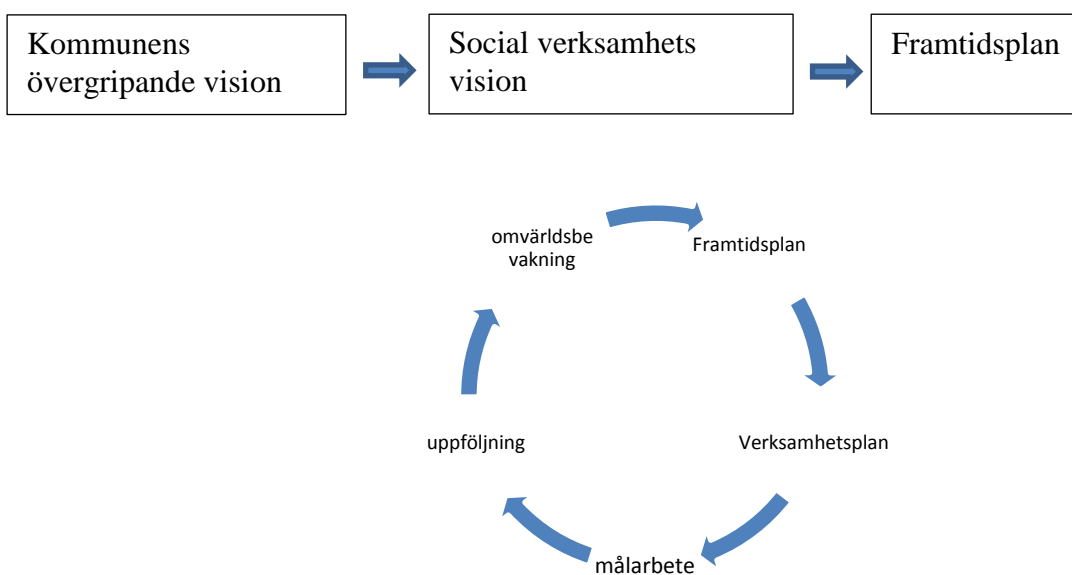 Kommunens
övergripande vision
Social verksamhets
vision
Framtidsplan
omvärldsbe
vakning
Framtidsplan
uppföljning
Verksamhetsplan
målarbete